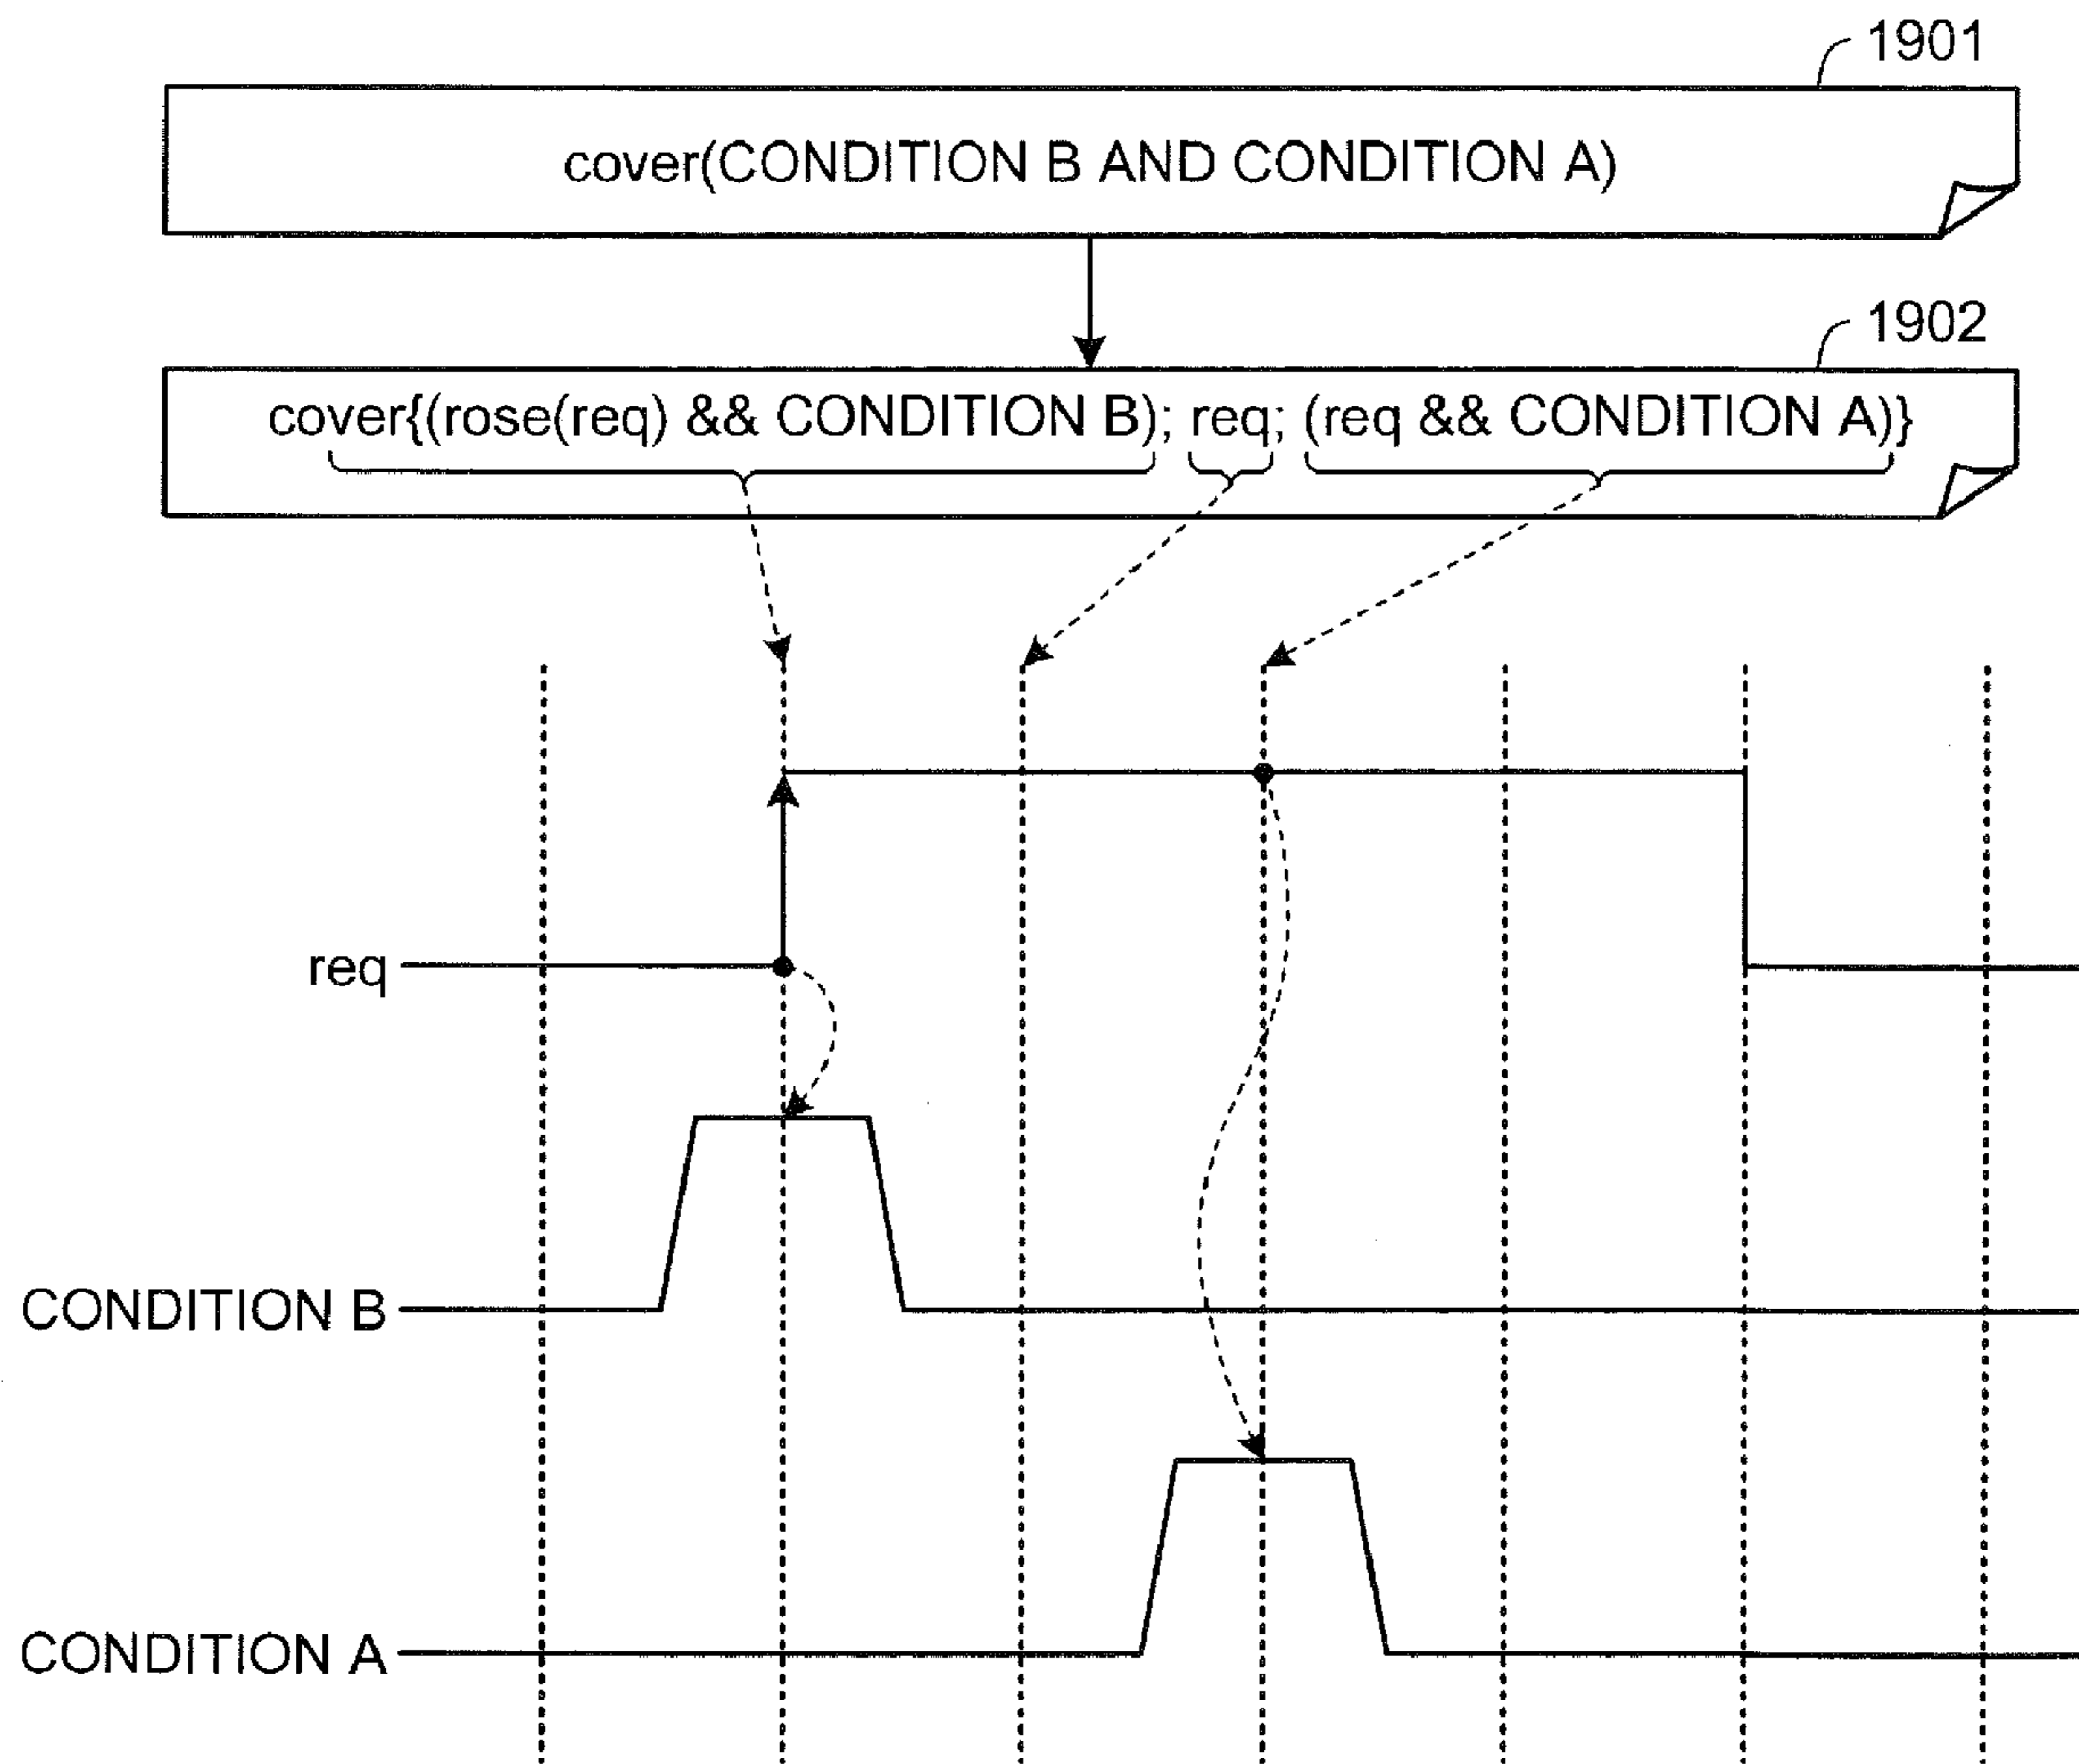 1901
cover(CONDITION B AND CONDITION A)
1902
cover{(rose(req) && CONDITION B); req; (req && CONDITION A)}
req
CONDITION B
CONDITION A